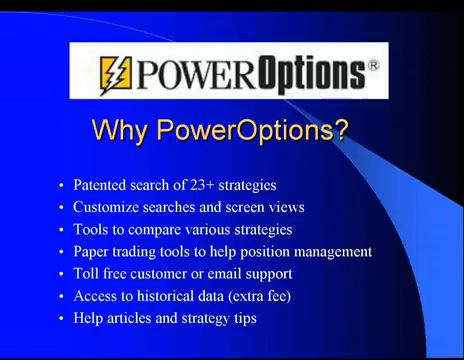 POWEROptions®
Why PowerOptions?
• Patented search of 23+ strategies
• Customize searches and screen views
• Tools to compare various strategies
• Paper trading tools to help position management
• Toll free customer or email support
• Access to historical data (extra fee)
• Help articles and strategy tips